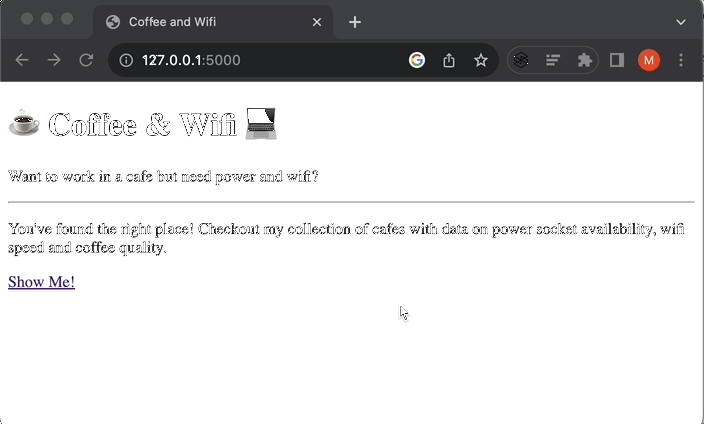 Coffee and Wifi
127.0.0.1:5000
M
☕ Coffee & Wifi 💻
Want to work in a cafe but need power and wifi?
You've found the right place! Checkout my collection of cafes with data on power socket availability, wifi
speed and coffee quality.
Show Me!